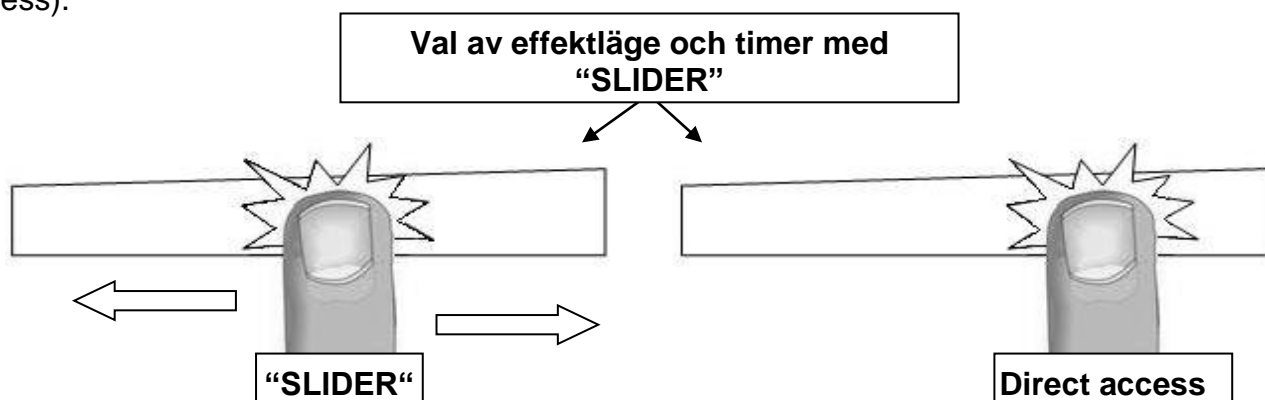 ess).
Val av effektläge och timer med
“SLIDER”
“SLIDER“
Direct access